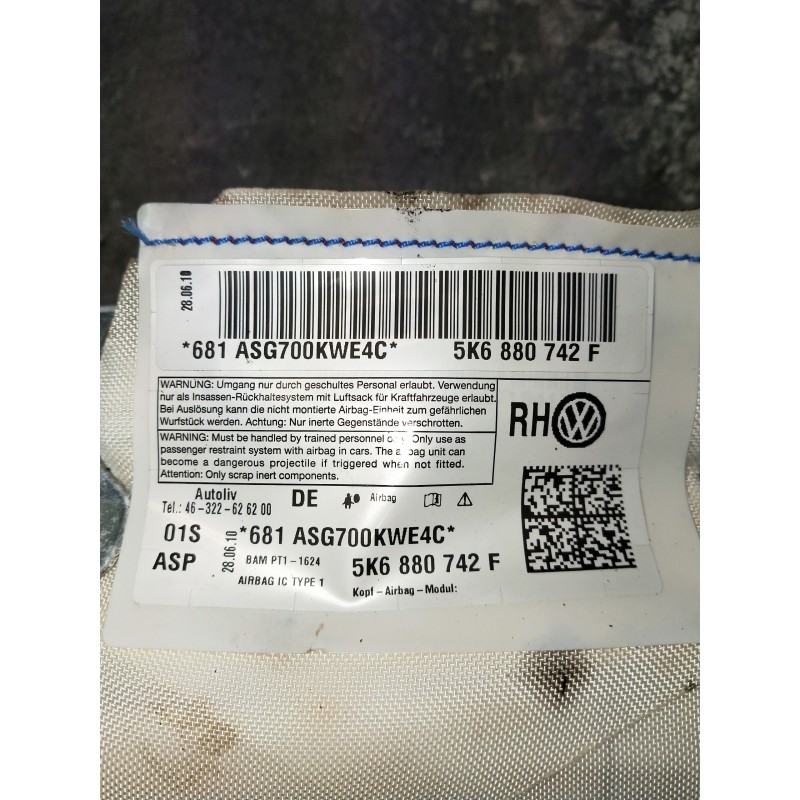 28.06.10
*681 ASG700KWE4C* 5K6 880 742 F
WARNUNG: Umgang nur durch geschultes Personal erlaubt. Verwendung
nur als Insassen-Rückhaltesystem mit Luftsack für Kraftfahrzeuge erlaubt.
Bei Auslösung kann die nicht montierte Airbag-Einheit zum gefährlichen
Wurfstück werden. Achtung: Nur inerte Gegenstände verschrotten.
WARNING: Must be handled by trained personnel Only use as
passenger restraint system with airbag in cars. The airbag unit can
become a dangerous projectile if triggered when not fitted.
Attention: Only scrap inert components.
RH
Autoliv
Tel.: 46-322-62 62 00
DE
Airbag
01S
ASP
28.06.10
*681 ASG700KWE4C*
BAM PT1-1624
5K6 880 742 F
AIRBAG IC TYPE 1
Kopf-Airbag-Modul: